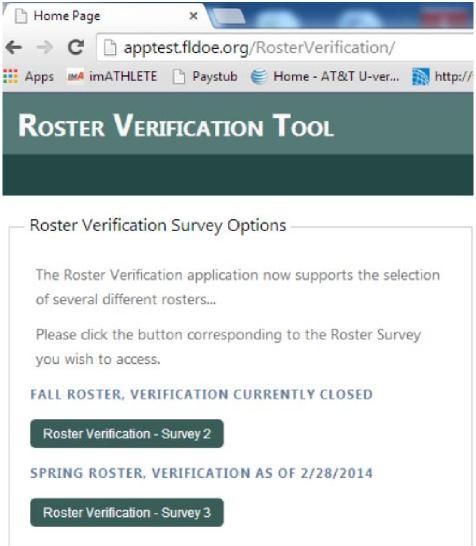 Home Page
apptest.fldoe.org/RosterVerification/
Apps imA imATHLETE Paystub Home - AT&T U-ver... http://
ROSTER VERIFICATION TOOL
Roster Verification Survey Options
The Roster Verification application now supports the selection
of several different rosters...
Please click the button corresponding to the Roster Survey
you wish to access.
FALL ROSTER, VERIFICATION CURRENTLY CLOSED
Roster Verification - Survey 2
SPRING ROSTER, VERIFICATION AS OF 2/28/2014
Roster Verification - Survey 3